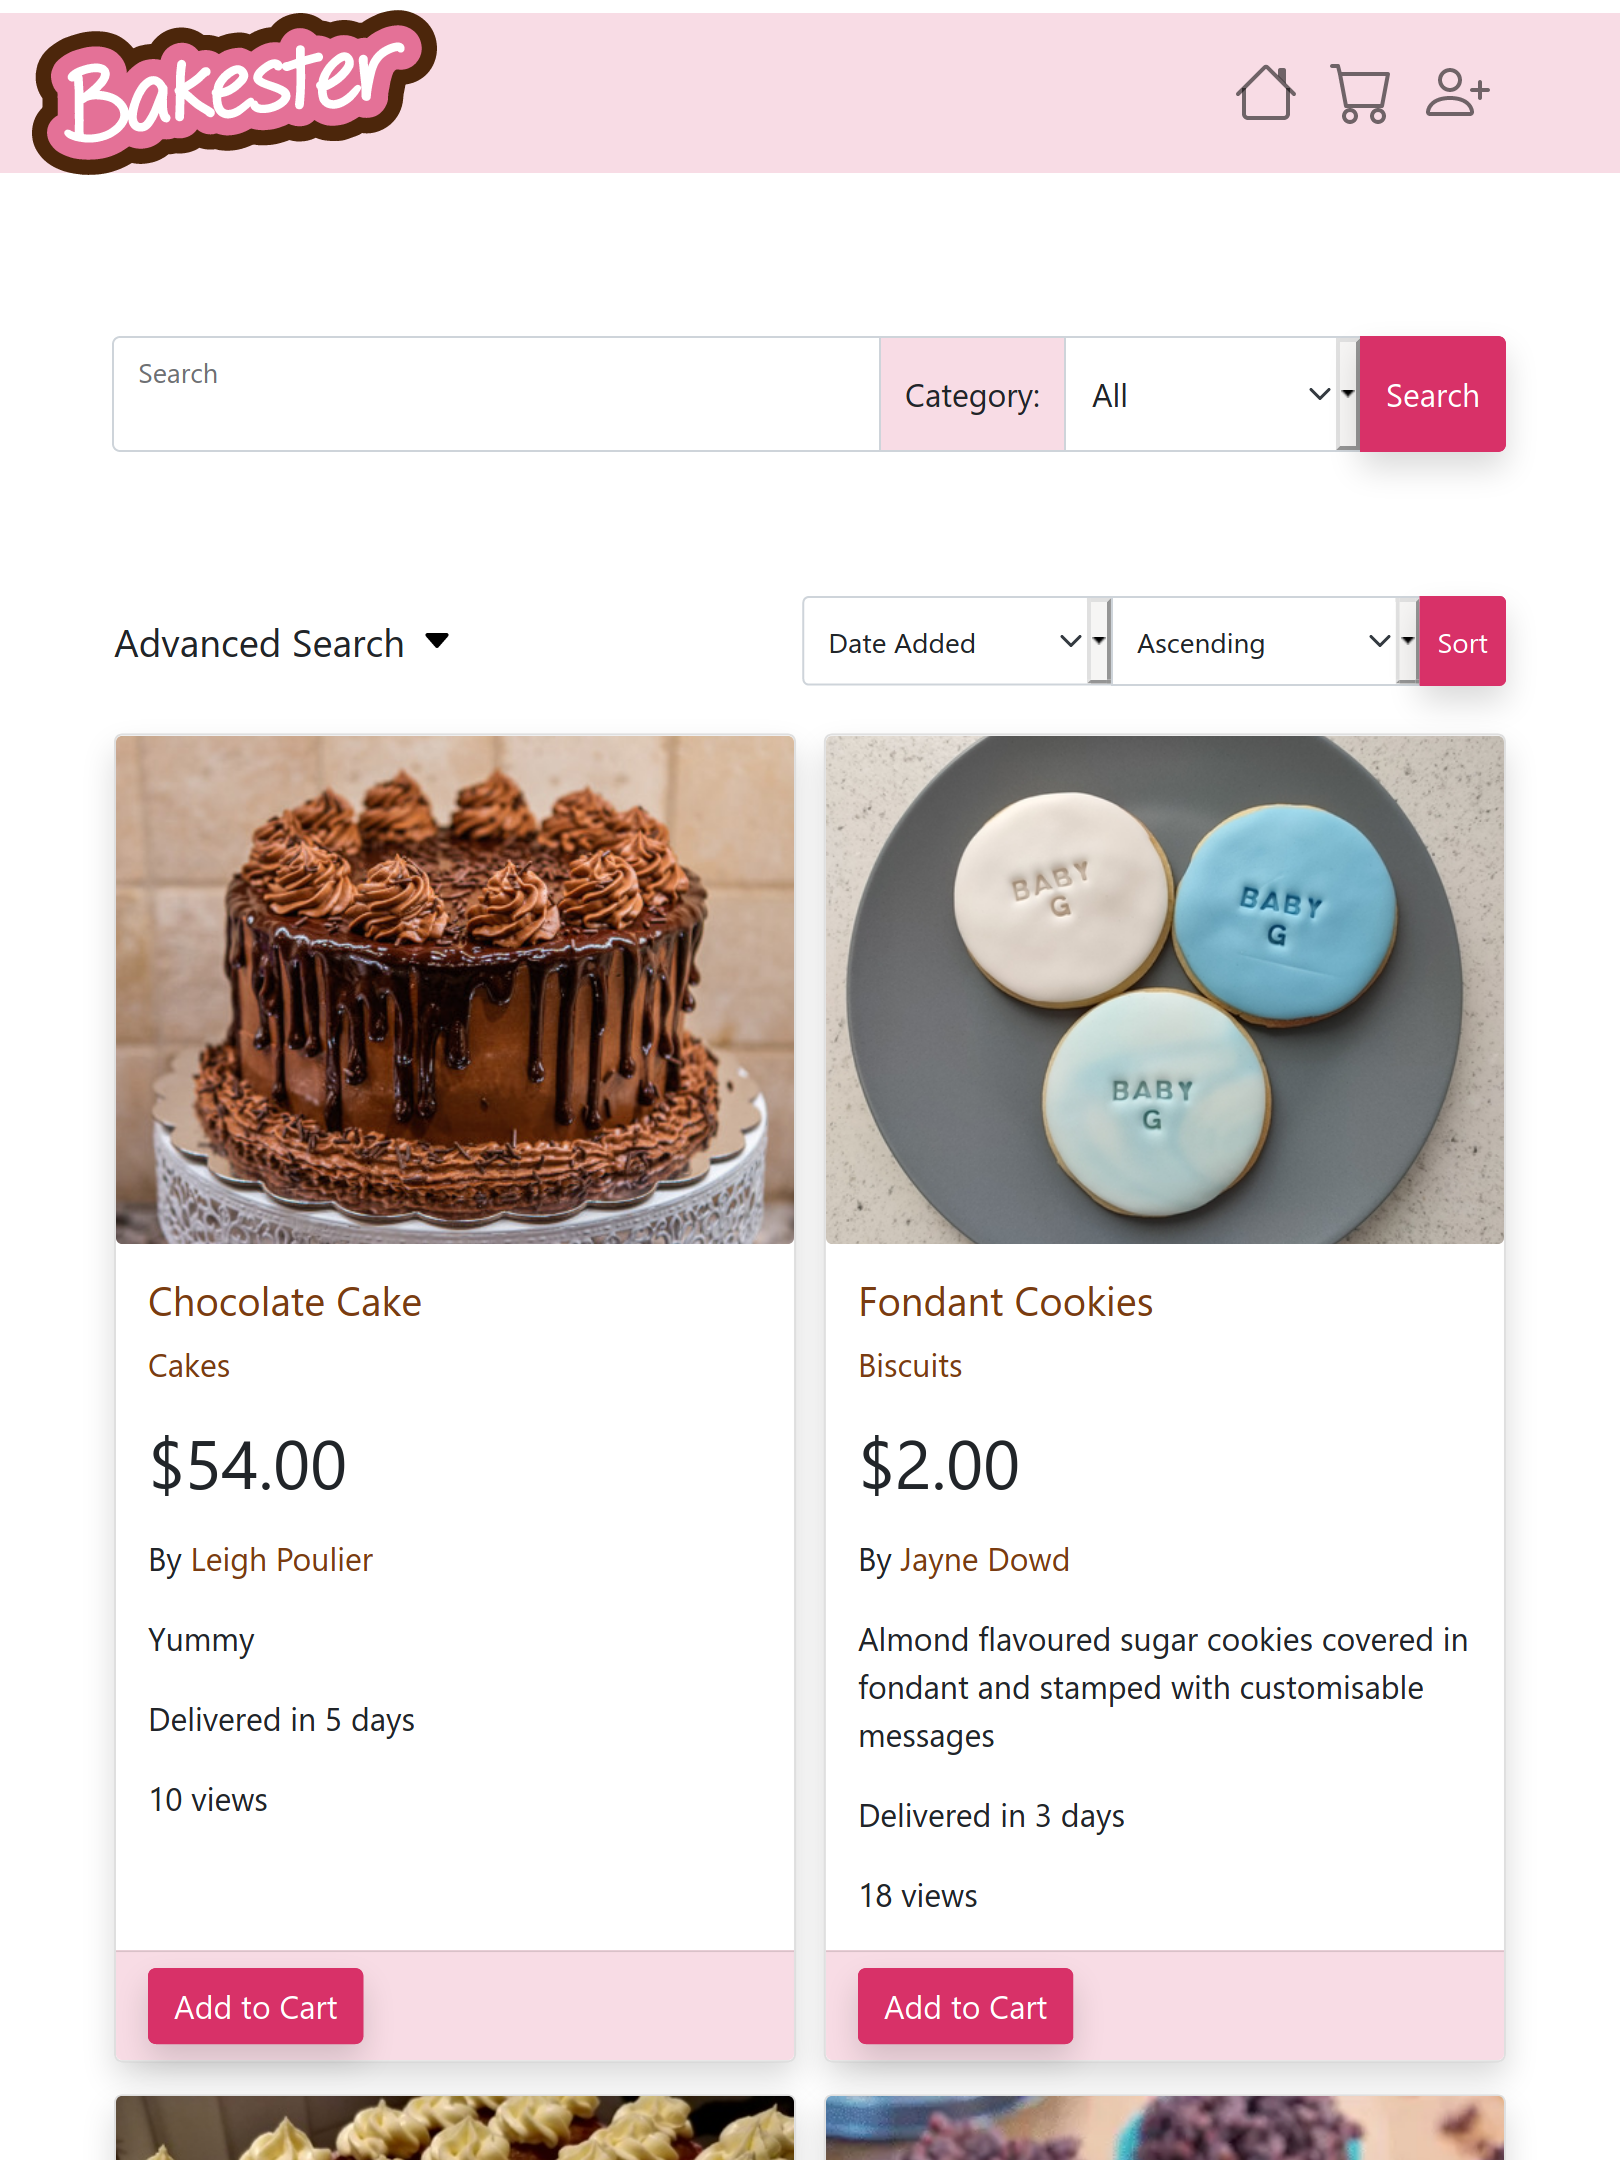 Bakester
Search
Category:
All
Search
Advanced Search
Date Added
Ascending
Sort
BABY
G
BABY
G
BABY
G
Chocolate Cake
Cakes
$54.00
By Leigh Poulier
Yummy
Delivered in 5 days
10 views
Add to Cart
Fondant Cookies
Biscuits
$2.00
By Jayne Dowd
Almond flavoured sugar cookies covered in
fondant and stamped with customisable
messages
Delivered in 3 days
18 views
Add to Cart